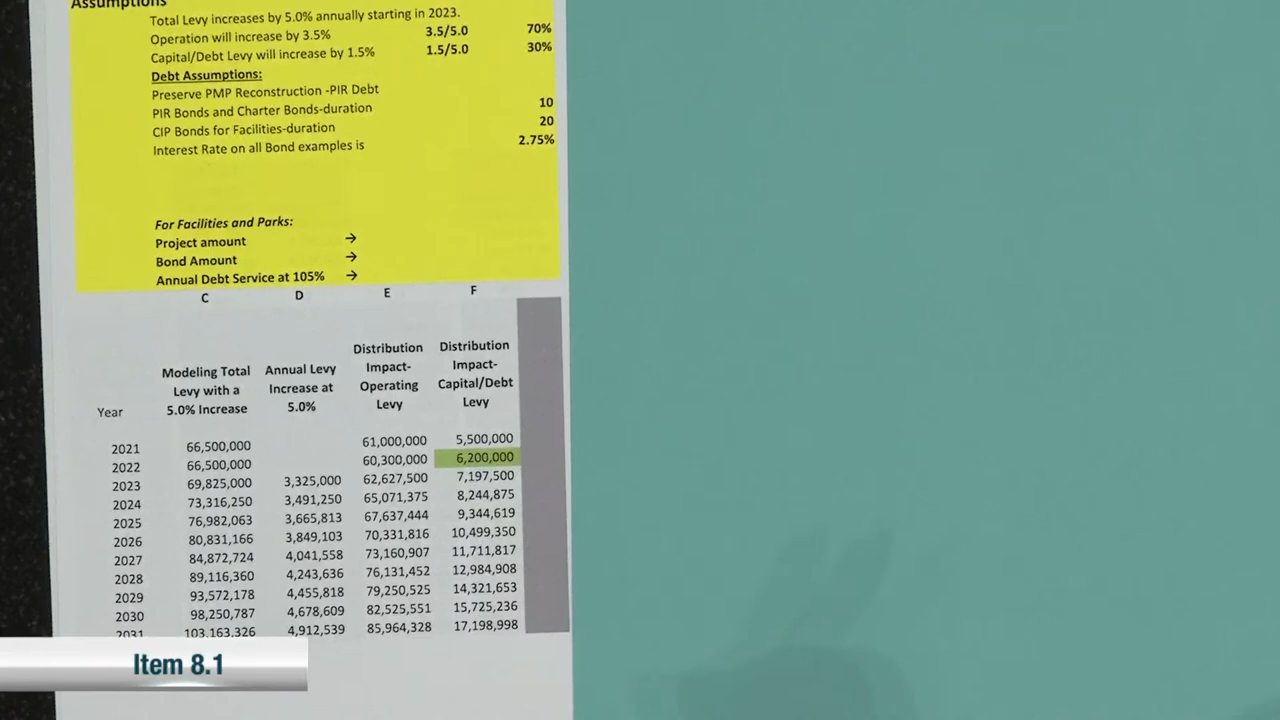 Assumptions
Total Levy increases by 5.0% annually starting in 2023.
Operation will increase by 3.5% 3.5/5.0 70%
Capital/Debt Levy will increase by 1.5% 1.5/5.0 30%
Debt Assumptions:
Preserve PMP Reconstruction -PIR Debt
PIR Bonds and Charter Bonds-duration 10
CIP Bonds for Facilities-duration 20
Interest Rate on all Bond examples is 2.75%
For Facilities and Parks:
Project amount →
Bond Amount →
Annual Debt Service at 105% →
C D E F
Distribution Distribution
Modeling Total Annual Levy Impact- Impact-
Levy with a Increase at Operating Capital/Debt
Year 5.0% Increase 5.0% Levy Levy
2021 66,500,000 61,000,000 5,500,000
2022 66,500,000 60,300,000 6,200,000
2023 69,825,000 3,325,000 62,627,500 7,197,500
2024 73,316,250 3,491,250 65,071,375 8,244,875
2025 76,982,063 3,665,813 67,637,444 9,344,619
2026 80,831,166 3,849,103 70,331,816 10,499,350
2027 84,872,724 4,041,558 73,160,907 11,711,817
2028 89,116,360 4,243,636 76,131,452 12,984,908
2029 93,572,178 4,455,818 79,250,525 14,321,653
2030 98,250,787 4,678,609 82,525,551 15,725,236
2031 103,163,326 4,912,539 85,964,328 17,198,998
Item 8.1